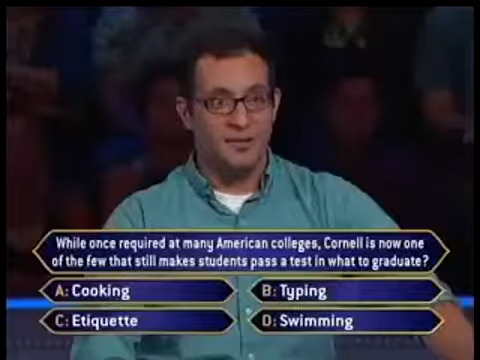 While once required at many American colleges, Cornell is now one
of the few that still makes students pass a test in what to graduate?
A: Cooking
B: Typing
C: Etiquette
D: Swimming